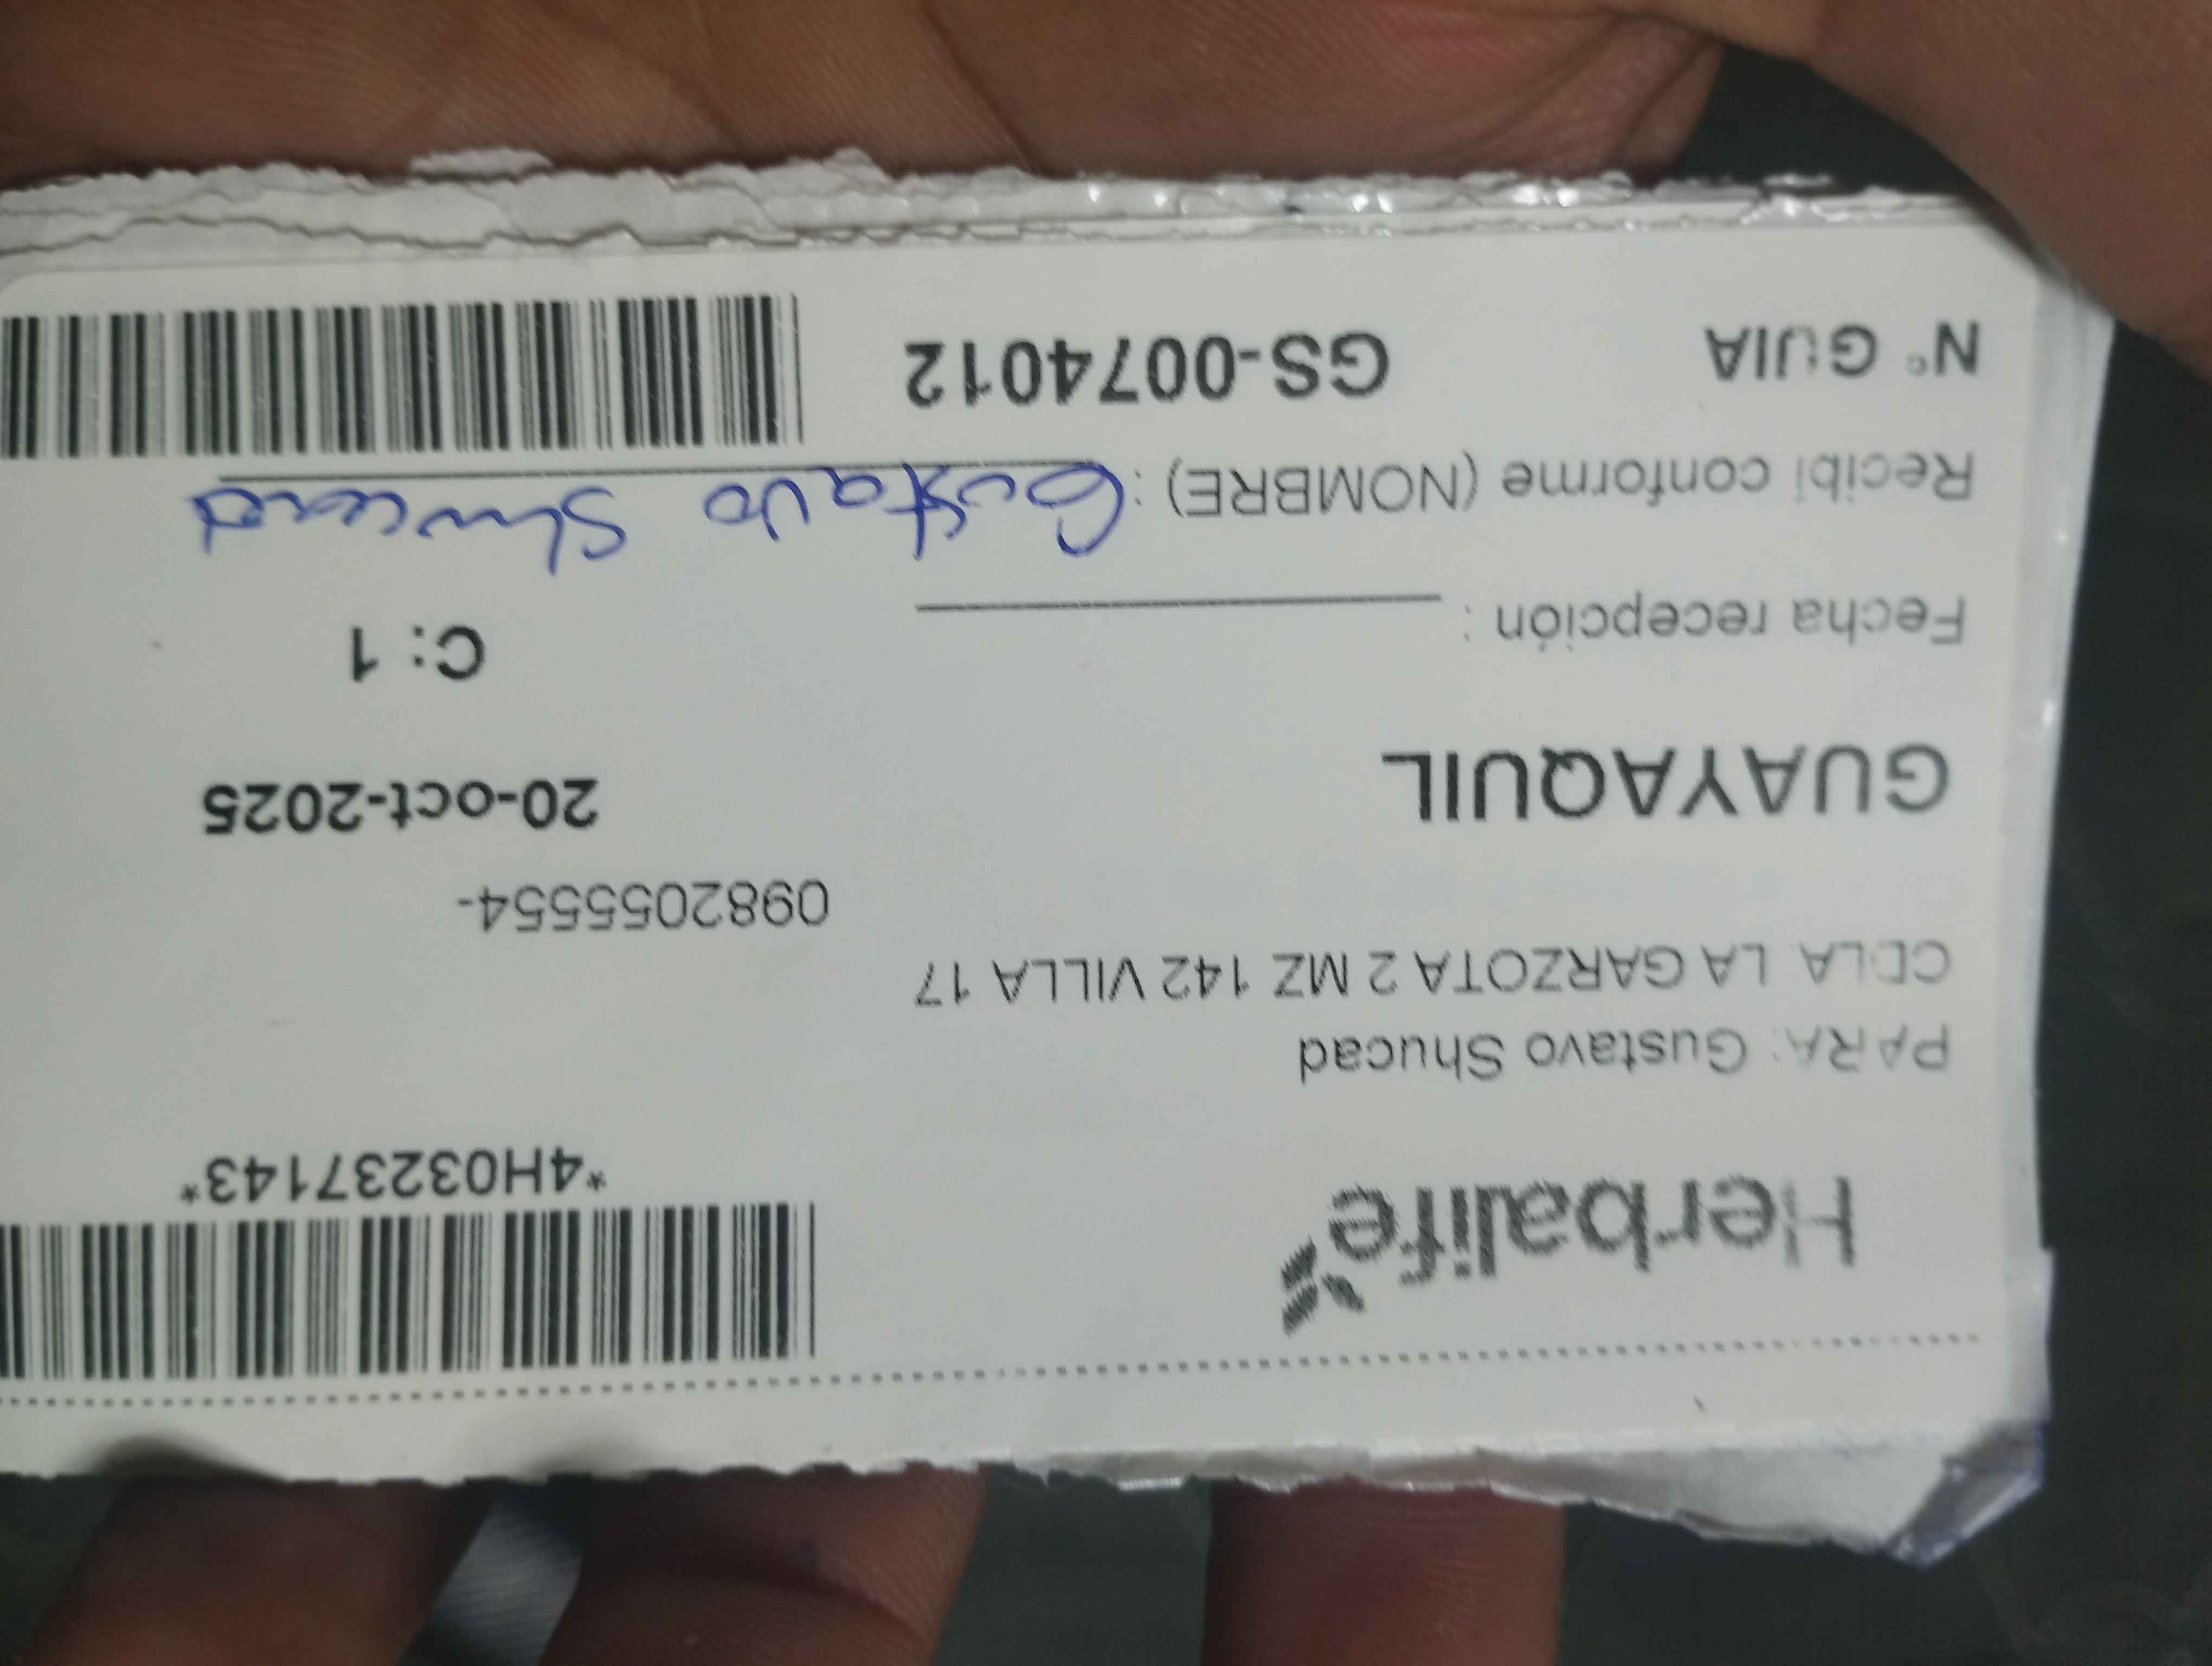 Herbalife
*4H03237143*
PARA: Gustavo Shucad
CDLA LA GARZOTA 2 MZ 142 VILLA 17
0982055554-
GUAYAQUIL 20-oct-2025
Fecha recepción : C: 1
Recibí conforme (NOMBRE) : Gustavo Shucad
N° GUIA GS-0074012